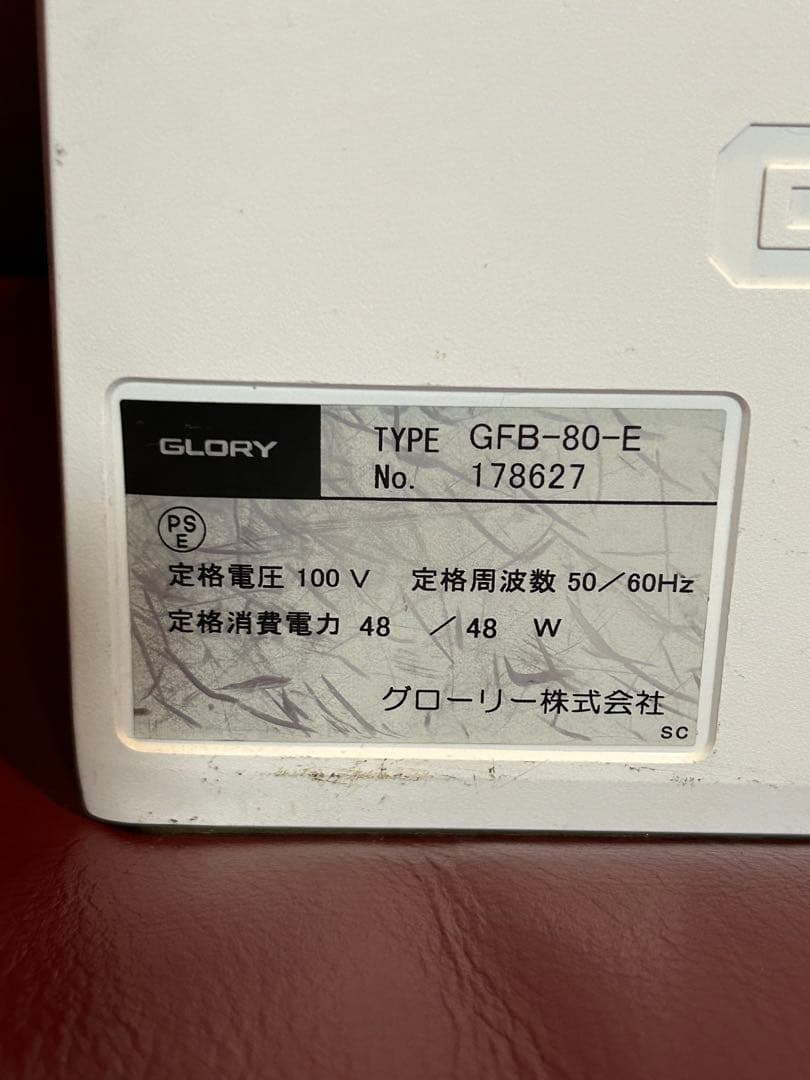 GLORY
TYPE GFB-80-E
No. 178627
PS
E
定格電圧 100 V 定格周波数 50/60Hz
定格消費電力 48 /48 W
グローリー株式会社
SC